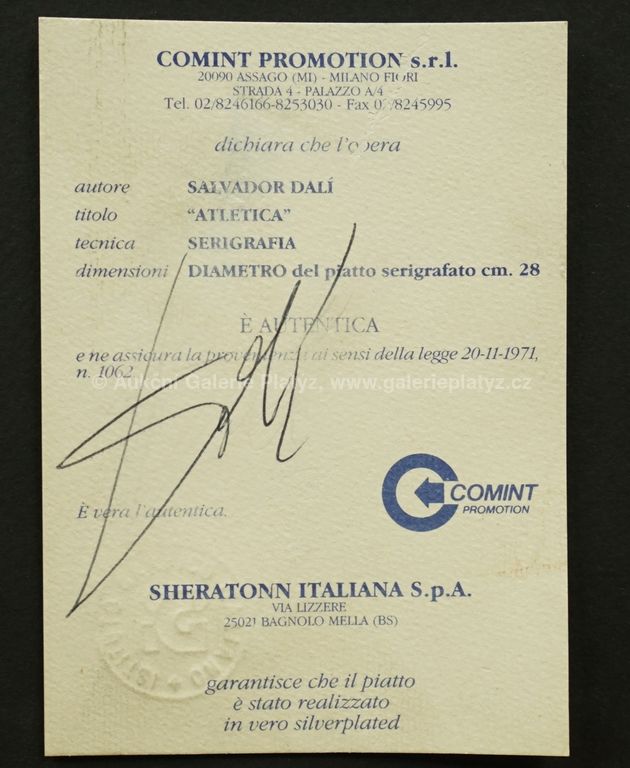 COMINT PROMOTION s.r.l.
20090 ASSAGO (MI) - MILANO FIORI
STRADA 4 - PALAZZO A/4
Tel. 02/8246166-8253030 - Fax 02/8245995
dichiara che l'opera
autore SALVADOR DALÍ
titolo "ATLETICA"
tecnica SERIGRAFIA
dimensioni DIAMETRO del piatto serigrafato cm. 28
È AUTENTICA
e ne assicura la provenienza ai sensi della legge 20-11-1971,
n. 1062
© Aukční Galerie Platýz, www.galerieplatyz.cz
COMINT
PROMOTION
È vera l'autentica.
SHERATONN ITALIANA S.p.A.
VIA LIZZERE
25021 BAGNOLO MELLA (BS)
garantisce che il piatto
è stato realizzato
in vero silverplated